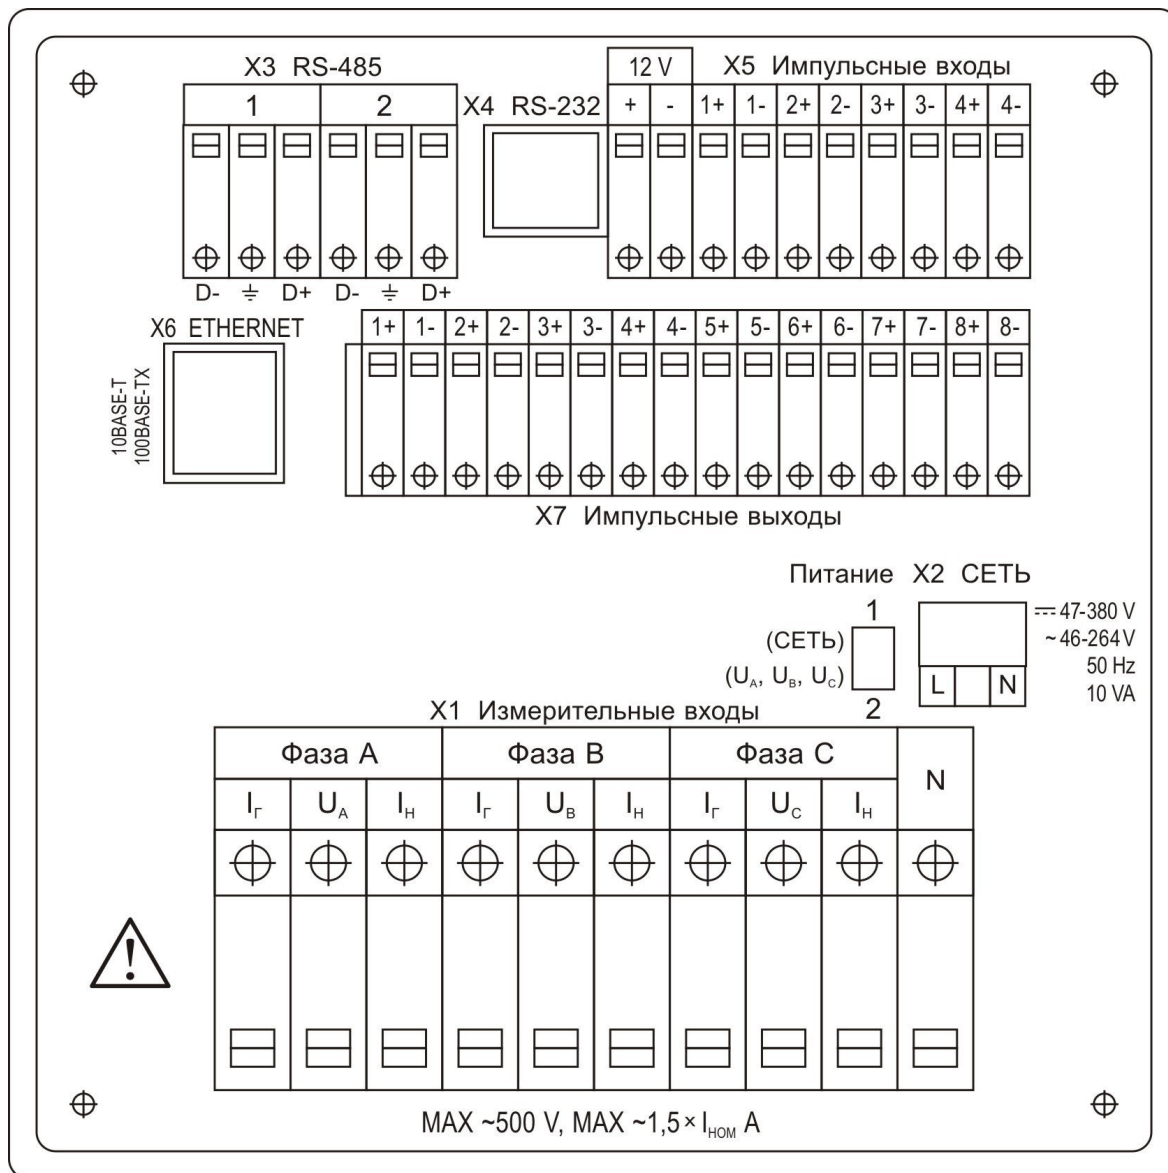 X3 RS-485
12 V
X5 Импульсные входы
1 2
X4 RS-232
+ - 1+ 1- 2+ 2- 3+ 3- 4+ 4-
D- D+ D- D+
X6 ETHERNET
10BASE-T
100BASE-TX
1+ 1- 2+ 2- 3+ 3- 4+ 4- 5+ 5- 6+ 6- 7+ 7- 8+ 8-
X7 Импульсные выходы
Питание X2 СЕТЬ
1
(СЕТЬ)
(UA, UB, UC)
2
L N
⎓ 47-380 V
~ 46-264 V
50 Hz
10 VA
X1 Измерительные входы
Фаза A Фаза B Фаза C N
IГ UA IН IГ UB IН IГ UC IН
MAX ~500 V, MAX ~1,5 × IНОМ A